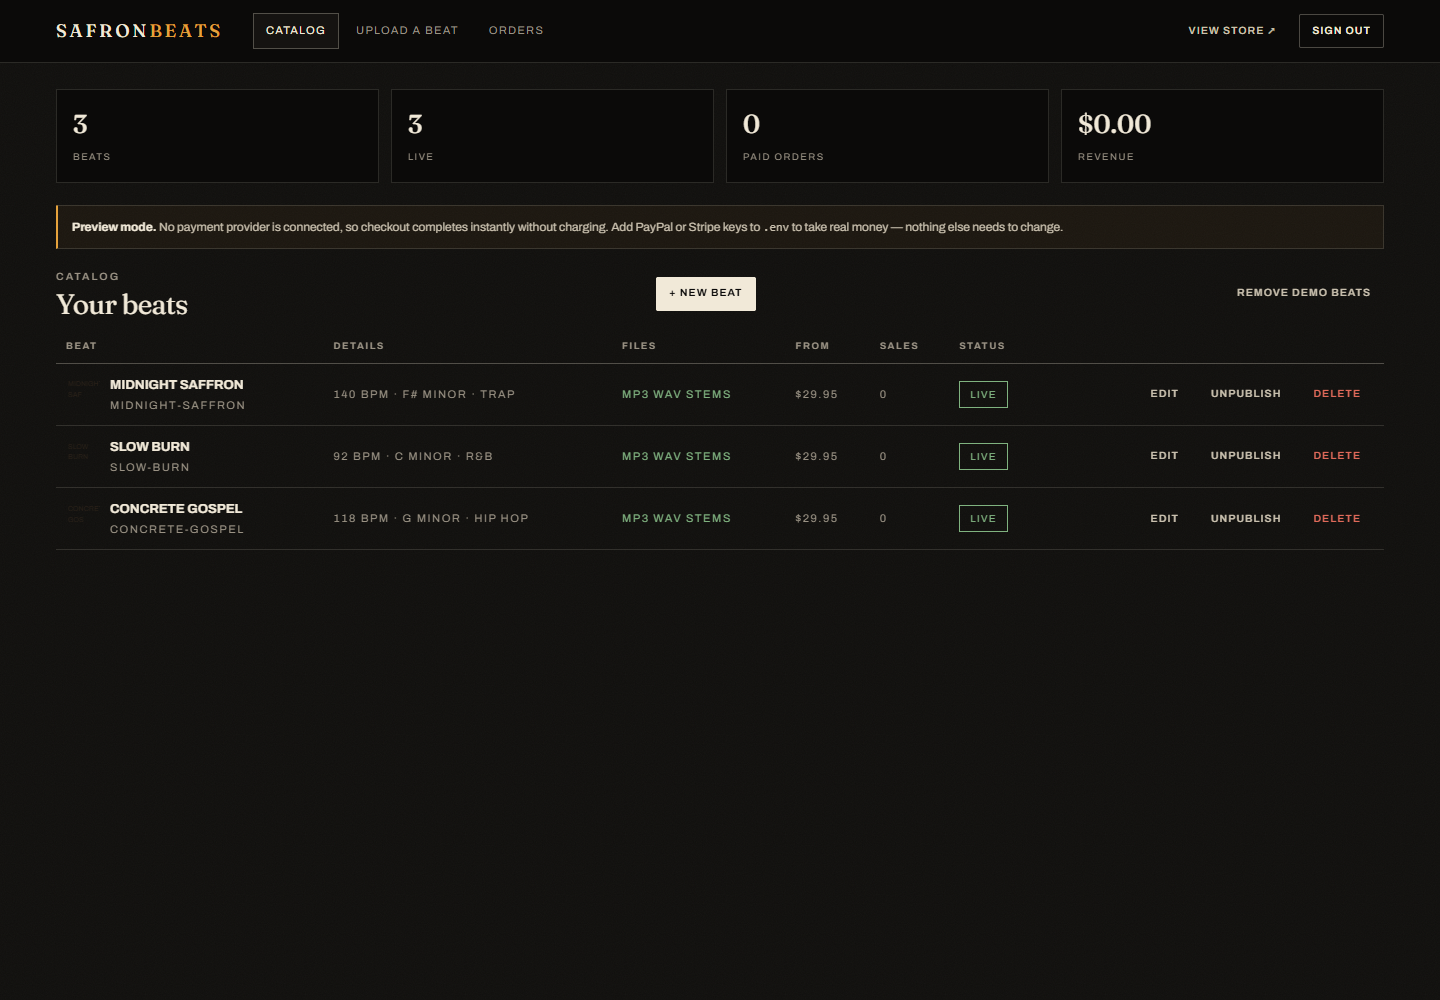 SAFRONBEATS CATALOG UPLOAD A BEAT ORDERS VIEW STORE ↗ SIGN OUT
3 3 0 $0.00
BEATS LIVE PAID ORDERS REVENUE
Preview mode. No payment provider is connected, so checkout completes instantly without charging. Add PayPal or Stripe keys to .env to take real money — nothing else needs to change.
CATALOG
Your beats + NEW BEAT REMOVE DEMO BEATS
BEAT DETAILS FILES FROM SALES STATUS
MIDNIGHT SAFFRON
MIDNIGHT-SAFFRON
140 BPM · F# MINOR · TRAP MP3 WAV STEMS $29.95 0 LIVE EDIT UNPUBLISH DELETE
SLOW BURN
SLOW-BURN
92 BPM · C MINOR · R&B MP3 WAV STEMS $29.95 0 LIVE EDIT UNPUBLISH DELETE
CONCRETE GOSPEL
CONCRETE-GOSPEL
118 BPM · G MINOR · HIP HOP MP3 WAV STEMS $29.95 0 LIVE EDIT UNPUBLISH DELETE